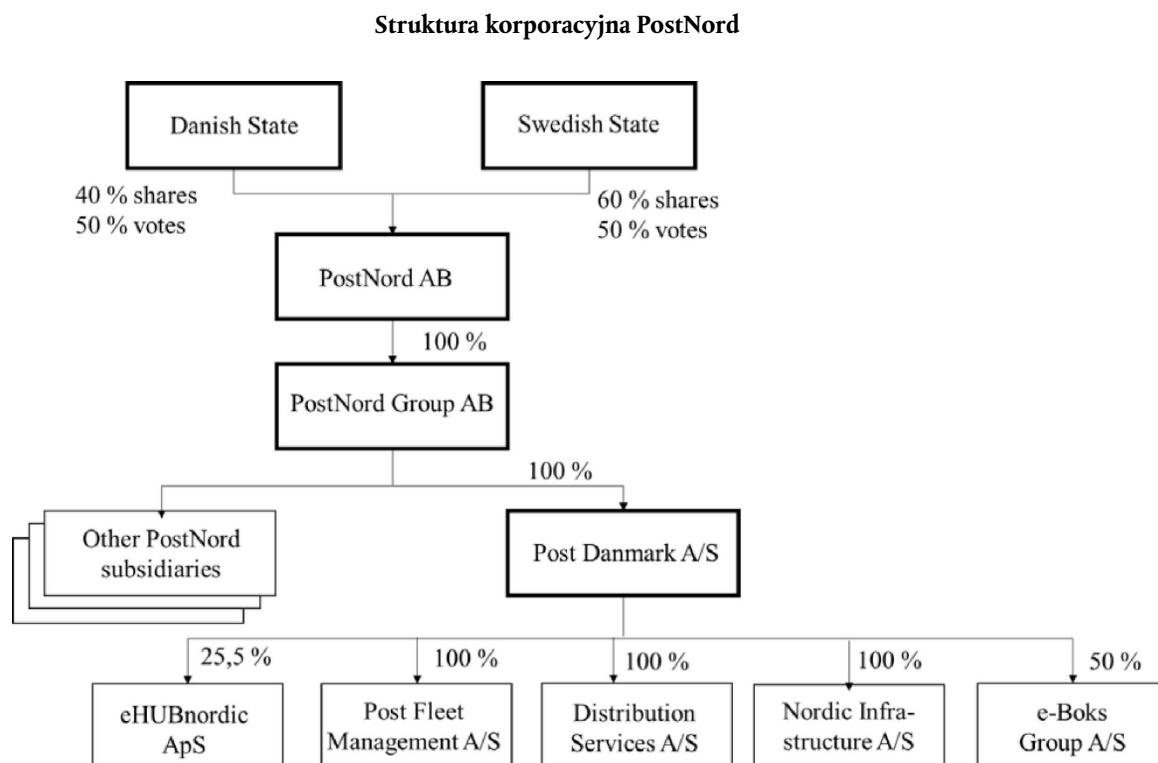 Struktura korporacyjna PostNord
Danish State
Swedish State
40 % shares
50 % votes
60 % shares
50 % votes
PostNord AB
100 %
PostNord Group AB
100 %
Other PostNord
subsidiaries
Post Danmark A/S
25,5 %
100 %
100 %
100 %
50 %
eHUBnordic
ApS
Post Fleet
Management A/S
Distribution
Services A/S
Nordic Infra-
structure A/S
e-Boks
Group A/S